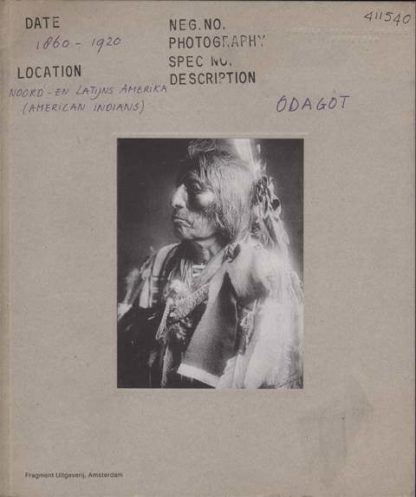 DATE
1860 - 1920
LOCATION
NOORD-EN LATIJNS AMERIKA
(AMERICAN INDIANS)
NEG.NO.
PHOTOGRAPHY
SPEC NO.
DESCRIPTION
411540
ODAGOT
Fragment Uitgeverij, Amsterdam